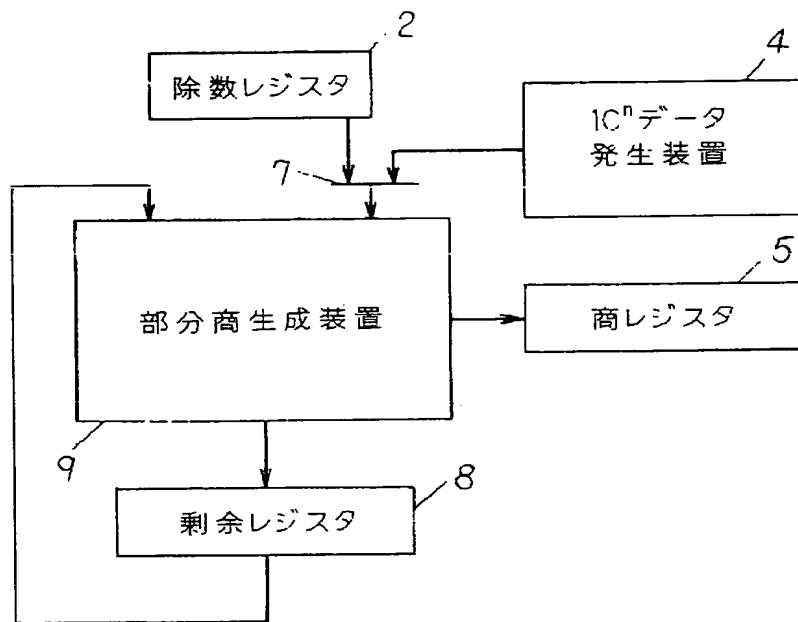 2
除数レジスタ
4
10ⁿデータ
発生装置
7
部分商生成装置
5
商レジスタ
9
剰余レジスタ
8